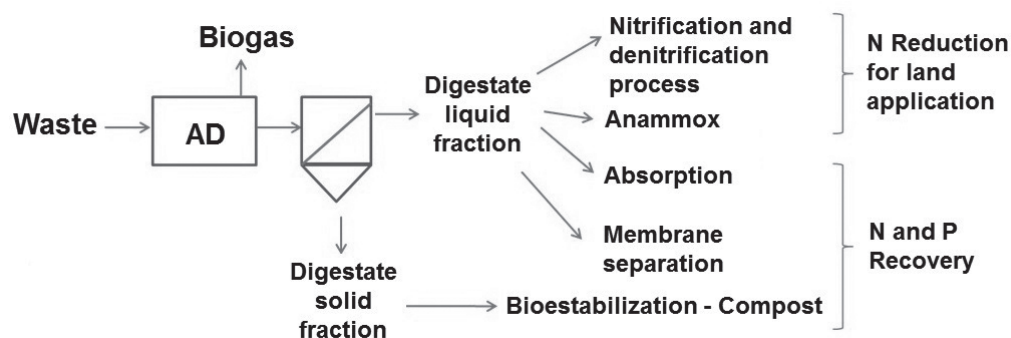 Biogas
Waste
AD
Digestate
liquid
fraction
Nitrification and
denitrification
process
Anammox
Absorption
Membrane
separation
N Reduction
for land
application
N and P
Recovery
Digestate
solid
fraction
Bioestabilization - Compost